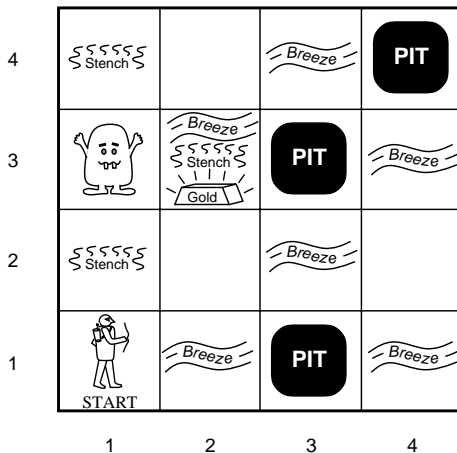 4 Stench Breeze PIT
Breeze
3 Stench PIT Breeze
Gold
2 Stench Breeze
1 Breeze PIT Breeze
START
1 2 3 4